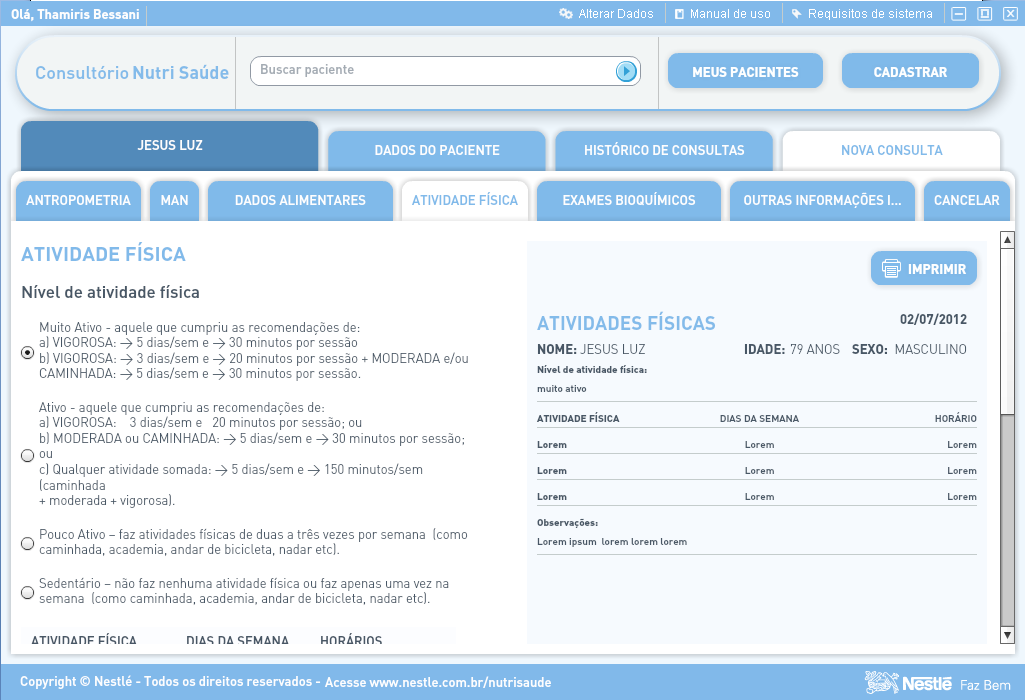 Olá, Thamiris Bessani
Alterar Dados
Manual de uso
Requisitos de sistema
Consultório Nutri Saúde
Buscar paciente
MEUS PACIENTES
CADASTRAR
JESUS LUZ
DADOS DO PACIENTE
HISTÓRICO DE CONSULTAS
NOVA CONSULTA
ANTROPOMETRIA
MAN
DADOS ALIMENTARES
ATIVIDADE FÍSICA
EXAMES BIOQUÍMICOS
OUTRAS INFORMAÇÕES I...
CANCELAR
ATIVIDADE FÍSICA
Nível de atividade física
Muito Ativo - aquele que cumpriu as recomendações de:
a) VIGOROSA: → 5 dias/sem e → 30 minutos por sessão
b) VIGOROSA: → 3 dias/sem e → 20 minutos por sessão + MODERADA e/ou
CAMINHADA: → 5 dias/sem e → 30 minutos por sessão.
Ativo - aquele que cumpriu as recomendações de:
a) VIGOROSA: 3 dias/sem e 20 minutos por sessão; ou
b) MODERADA ou CAMINHADA: → 5 dias/sem e → 30 minutos por sessão;
ou
c) Qualquer atividade somada: → 5 dias/sem e → 150 minutos/sem
(caminhada
+ moderada + vigorosa).
Pouco Ativo – faz atividades físicas de duas a três vezes por semana (como
caminhada, academia, andar de bicicleta, nadar etc).
Sedentário – não faz nenhuma atividade física ou faz apenas uma vez na
semana (como caminhada, academia, andar de bicicleta, nadar etc).
ATIVIDADE FÍSICA DIAS DA SEMANA HORÁRIOS
IMPRIMIR
ATIVIDADES FÍSICAS
02/07/2012
NOME: JESUS LUZ IDADE: 79 ANOS SEXO: MASCULINO
Nível de atividade física:
muito ativo
ATIVIDADE FÍSICA DIAS DA SEMANA HORÁRIO
Lorem Lorem Lorem
Lorem Lorem Lorem
Lorem Lorem Lorem
Observações:
Lorem ipsum lorem lorem lorem
Copyright © Nestlé - Todos os direitos reservados - Acesse www.nestle.com.br/nutrisaude
Nestlé Faz Bem